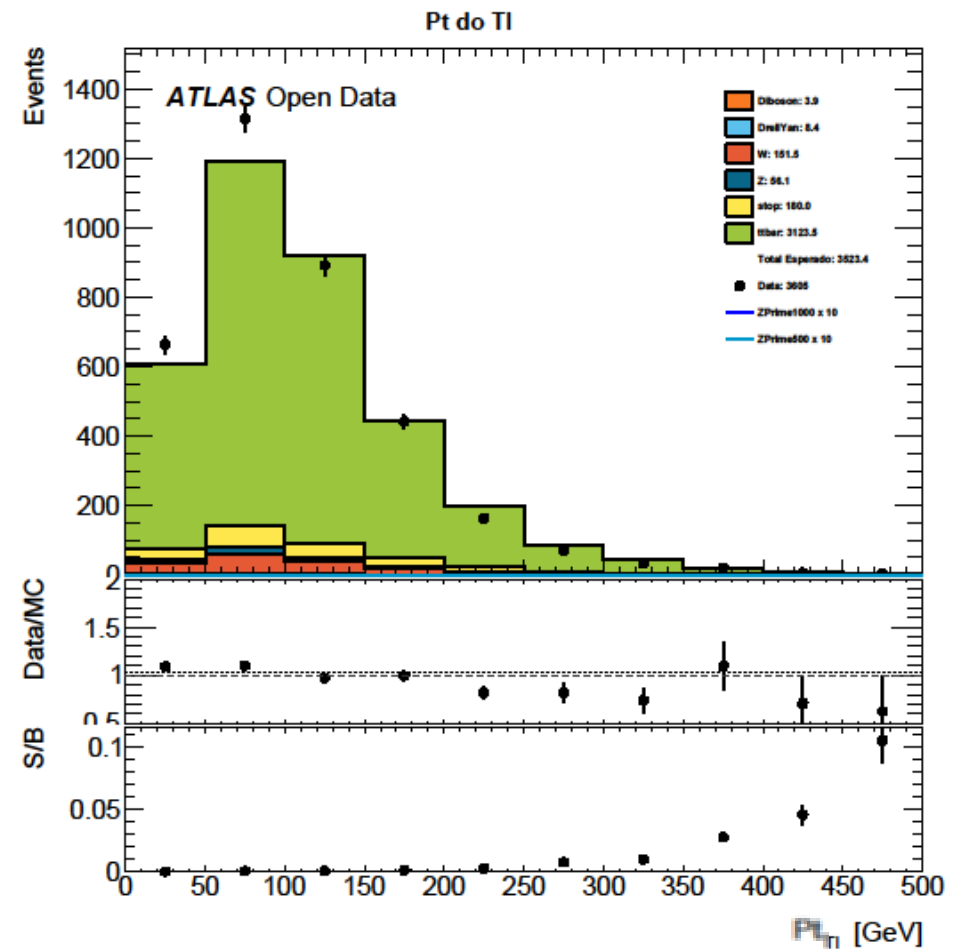 Pt do Tl
Events
1400
1200
1000
800
600
400
200
0
ATLAS Open Data
Diboson: 3.9
DrellYan: 8.4
W: 151.5
Z: 56.1
stop: 180.0
ttbar: 3123.5
Total Esperado: 3523.4
Data: 3605
ZPrime1000 x 10
ZPrime500 x 10
Data/MC
2
1.5
1
0.5
S/B
0.1
0.05
0
0 50 100 150 200 250 300 350 400 450 500
Pt Tl [GeV]